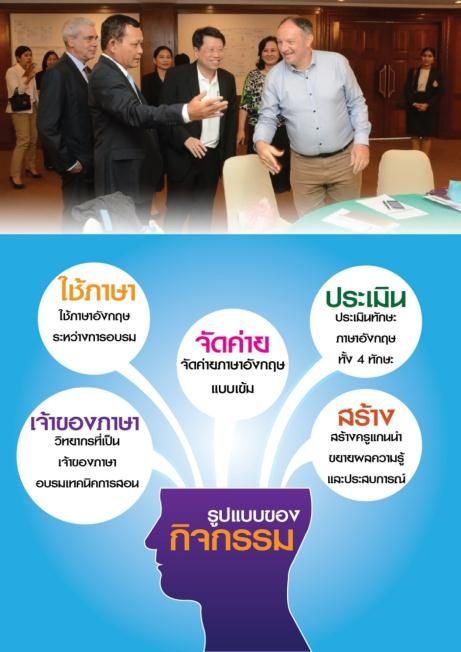 ใช้ภาษา
ใช้ภาษาอังกฤษ
ระหว่างการอบรม
จัดค่าย
จัดค่ายภาษาอังกฤษ
แบบเข้ม
ประเมิน
ประเมินทักษะ
ภาษาอังกฤษ
ทั้ง 4 ทักษะ
เจ้าของภาษา
วิทยากรที่เป็น
เจ้าของภาษา
อบรมเทคนิคการสอน
สร้าง
สร้างครูแกนนำ
ขยายผลความรู้
และประสบการณ์
รูปแบบของ
กิจกรรม